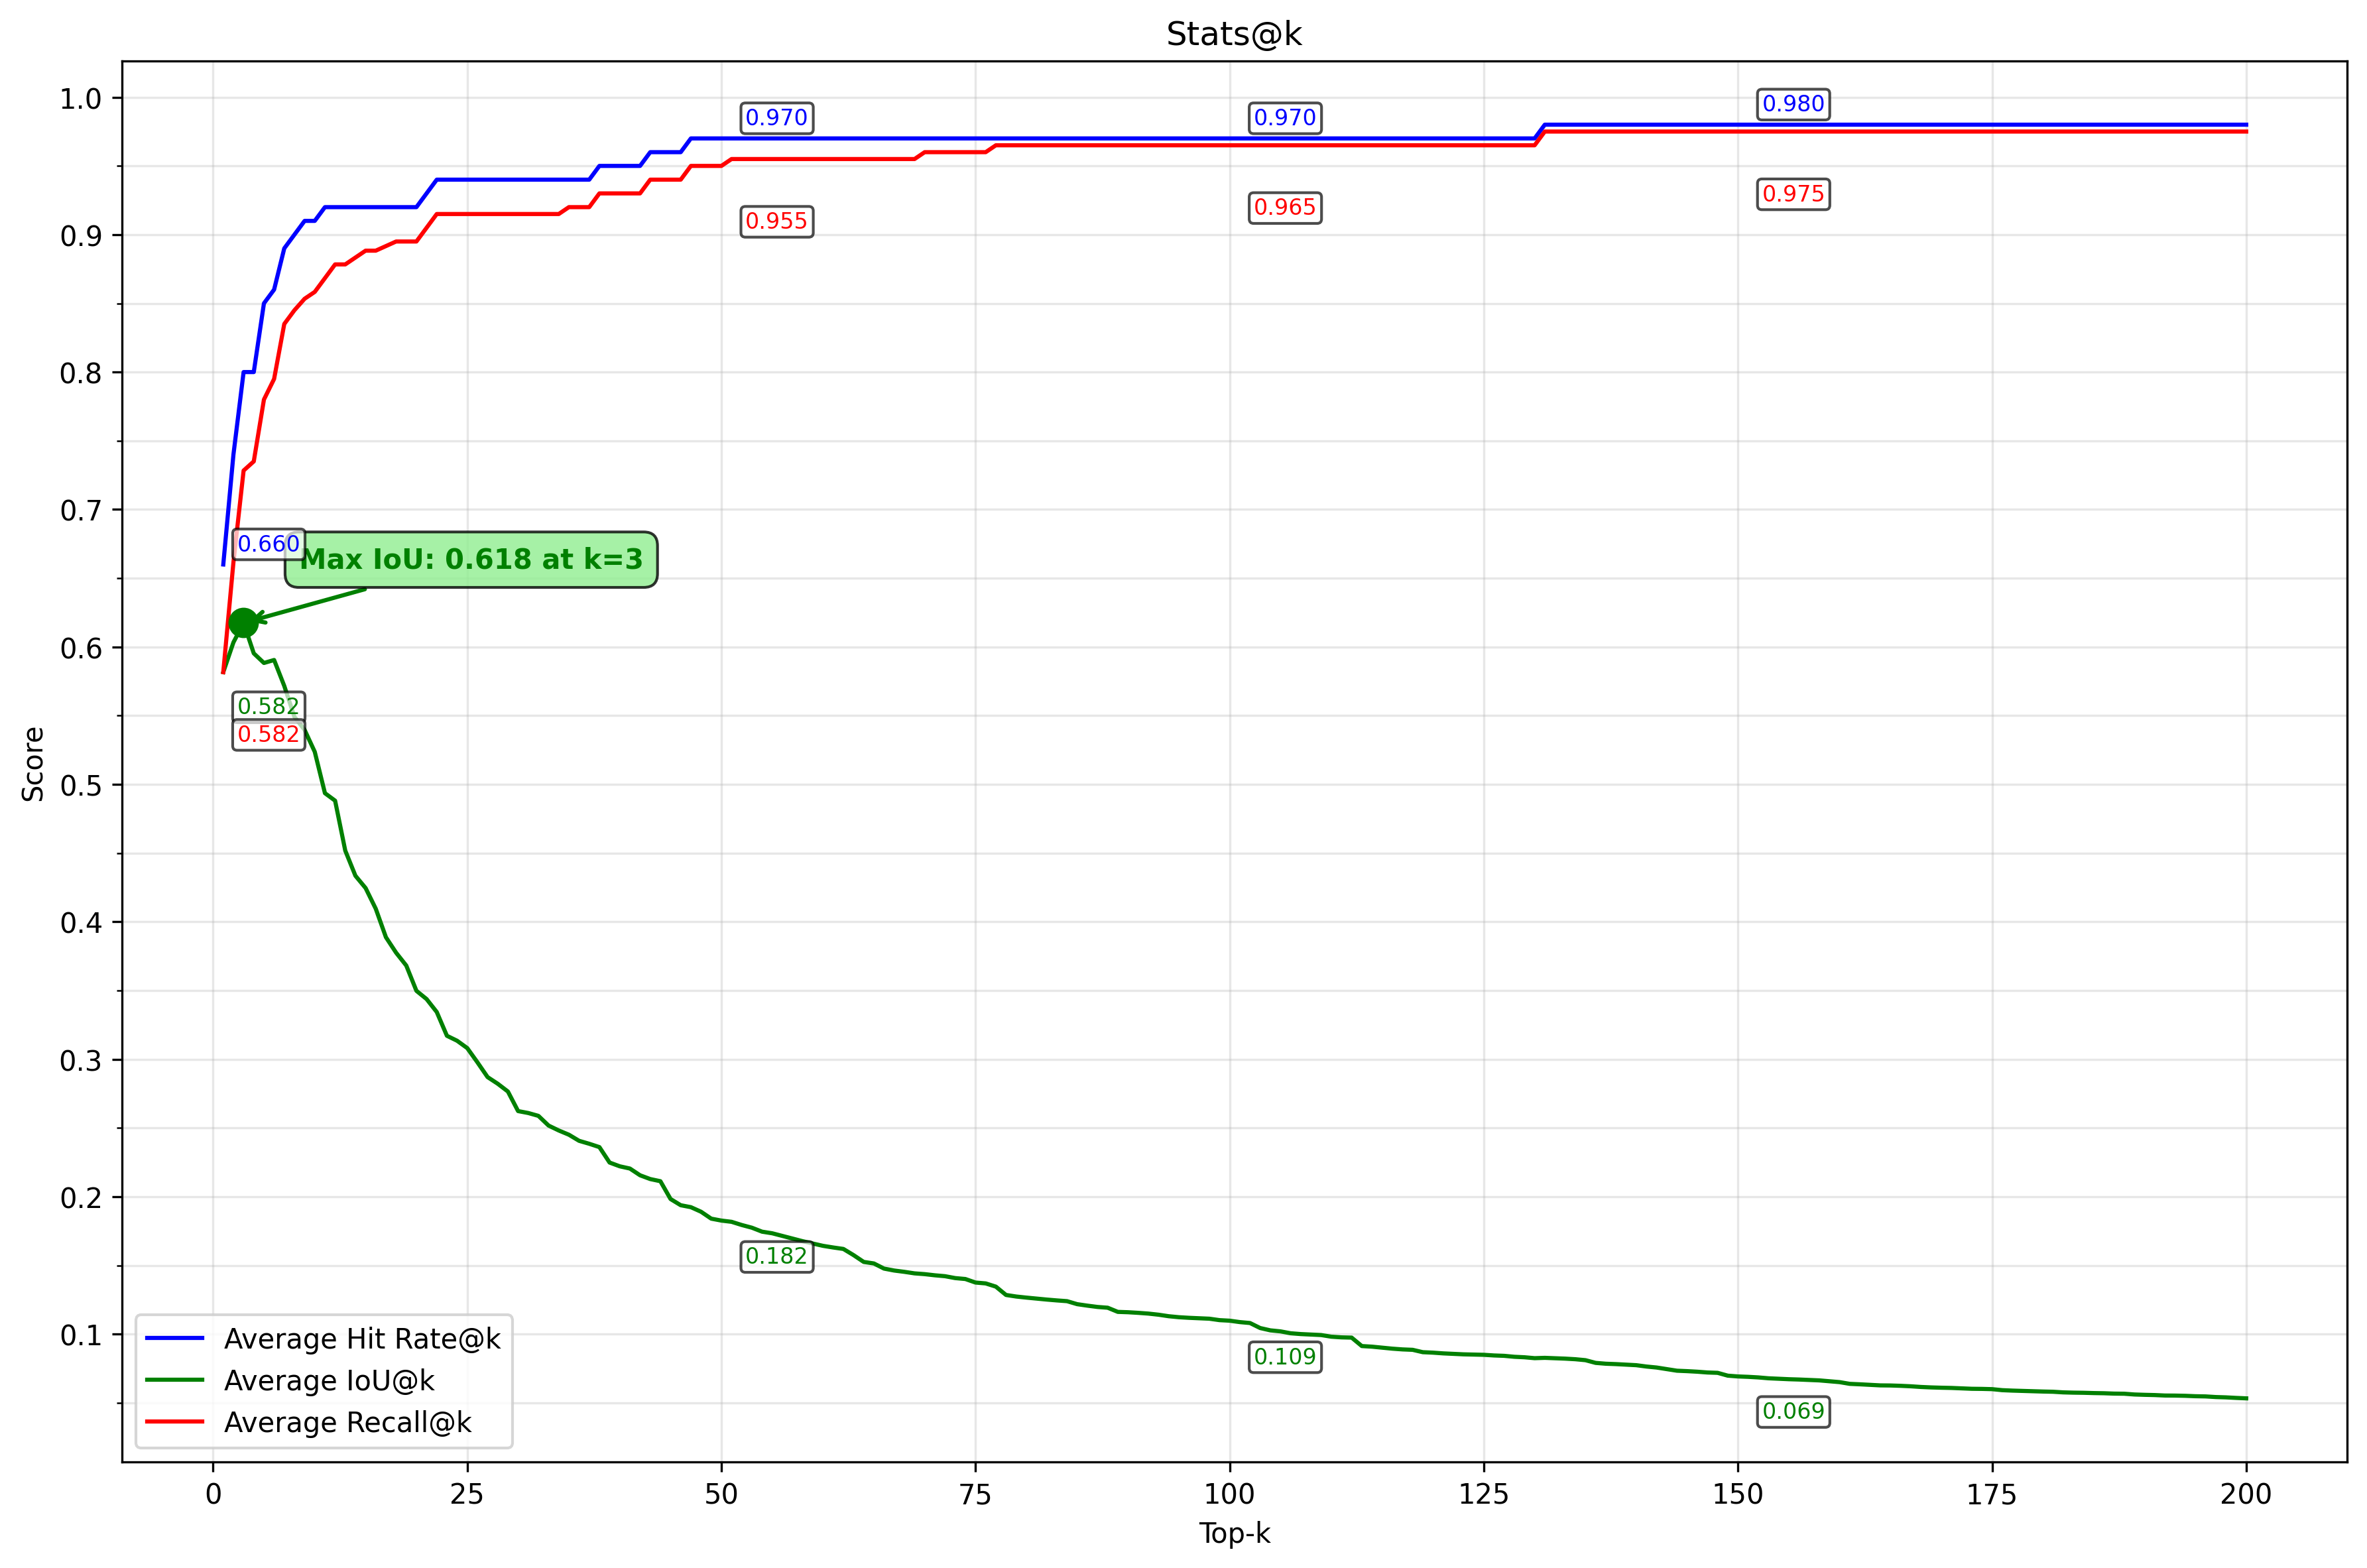 Stats@k
1.0
0.9
0.8
0.7
0.6
0.5
0.4
0.3
0.2
0.1
Score
0.970
0.970
0.980
0.955
0.965
0.975
0.660
Max IoU: 0.618 at k=3
0.582
0.582
0.182
0.109
0.069
Average Hit Rate@k
Average IoU@k
Average Recall@k
0 25 50 75 100 125 150 175 200
Top-k